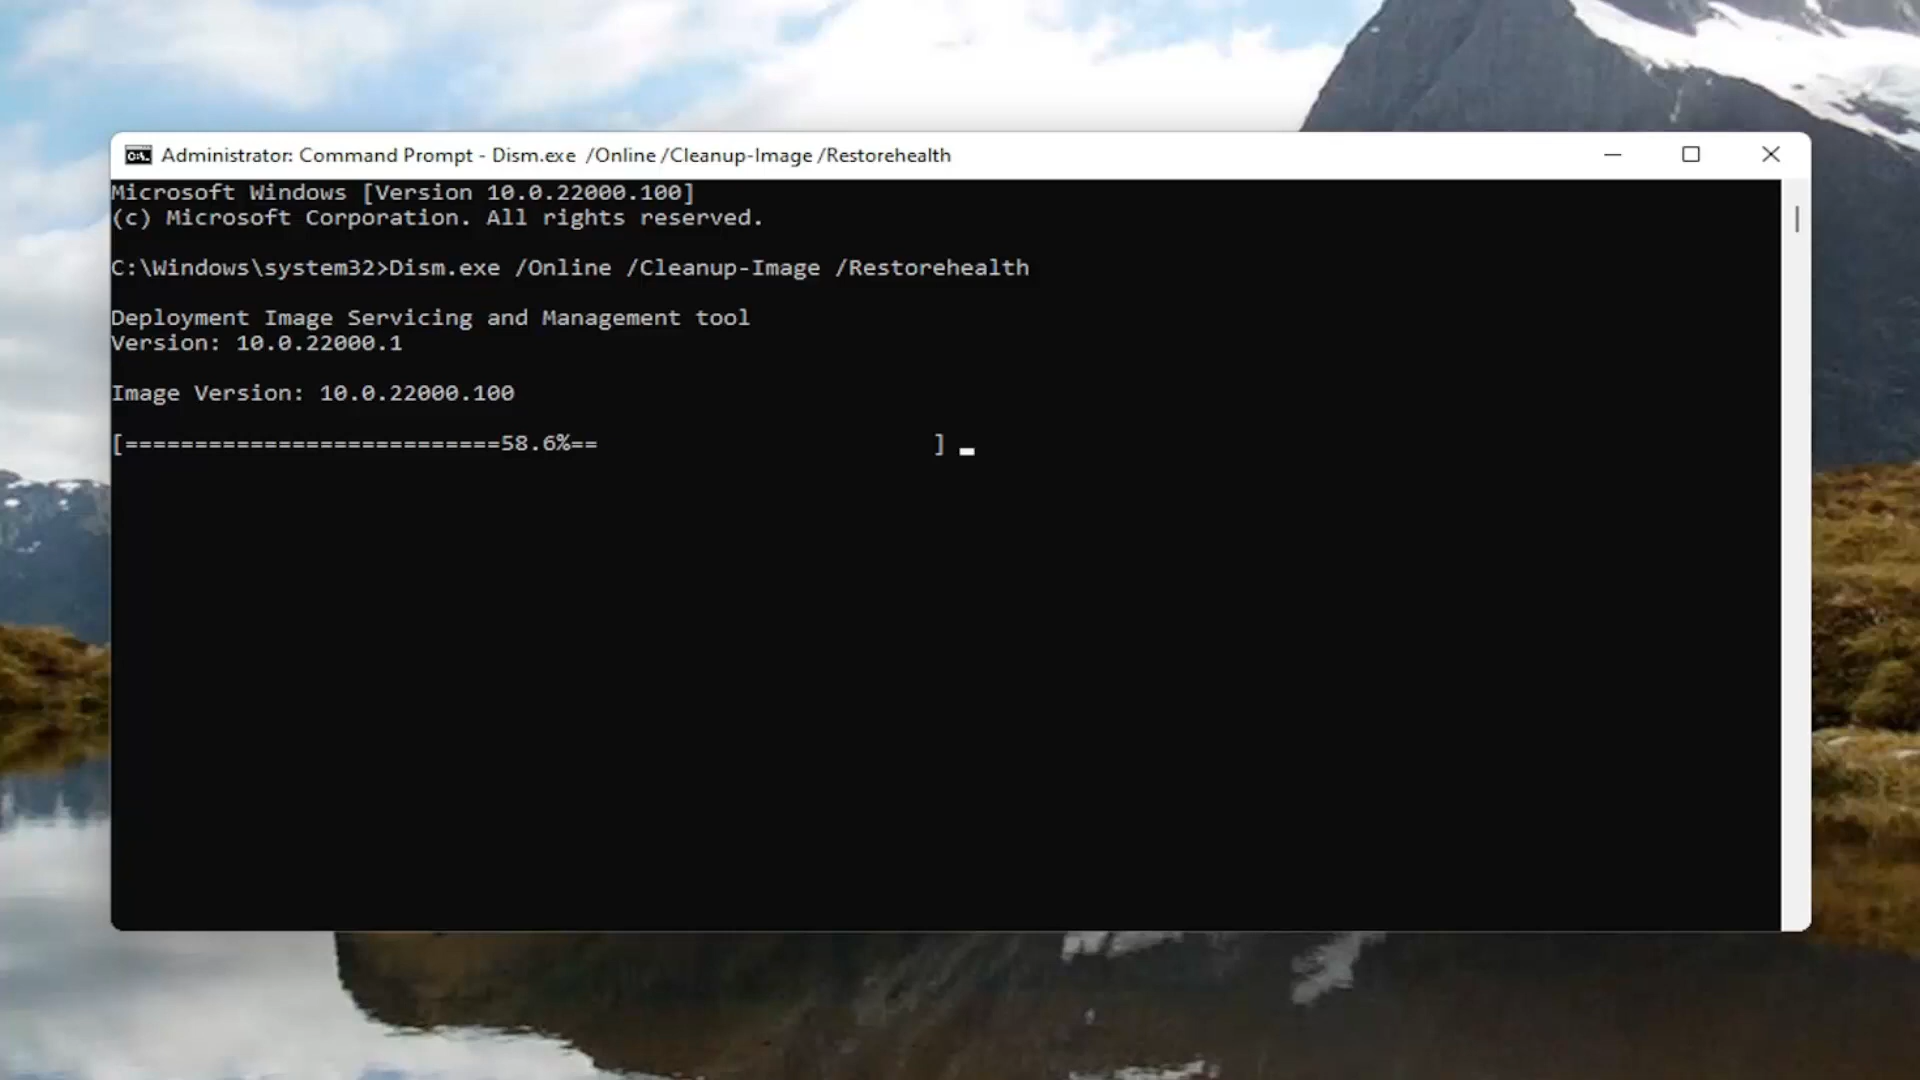 Administrator: Command Prompt - Dism.exe  /Online /Cleanup-Image /Restorehealth
Microsoft Windows [Version 10.0.22000.100]
(c) Microsoft Corporation. All rights reserved.
C:\Windows\system32>Dism.exe /Online /Cleanup-Image /Restorehealth
Deployment Image Servicing and Management tool
Version: 10.0.22000.1
Image Version: 10.0.22000.100
[===========================58.6%==                        ]